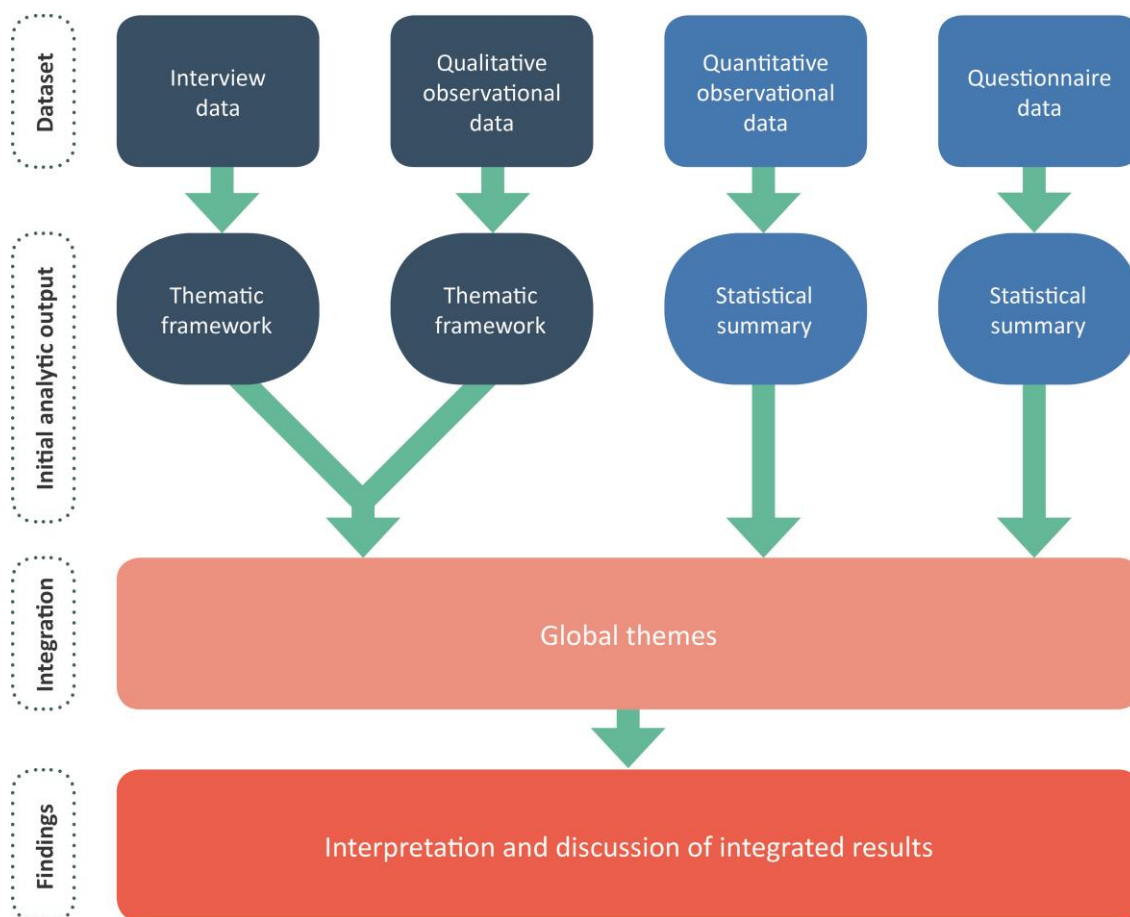 Dataset
Interview
data
Qualitative
observational
data
Quantitative
observational
data
Questionnaire
data
Initial analytic output
Thematic
framework
Thematic
framework
Statistical
summary
Statistical
summary
Integration
Global themes
Findings
Interpretation and discussion of integrated results